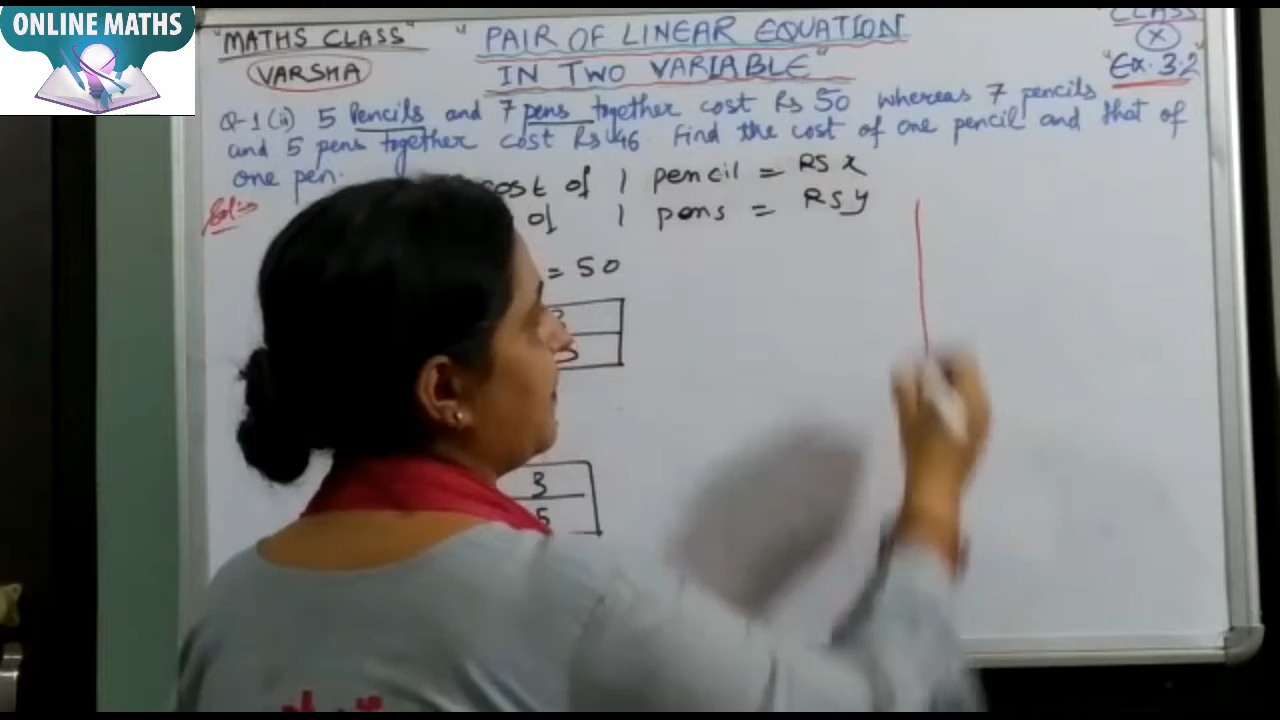 ONLINE MATHS
"MATHS CLASS"
VARSHA
"PAIR OF LINEAR EQUATION
IN TWO VARIABLE"
CLASS
X
"Ex. 3.2"
Q-1(ii) 5 Pencils and 7 pens together cost Rs 50 whereas 7 pencils
and 5 pens together cost Rs 46. Find the cost of one pencil and that of
one pen.
Sol:-
cost of 1 pencil = RS x
of 1 pens = RS y
= 50
3
5